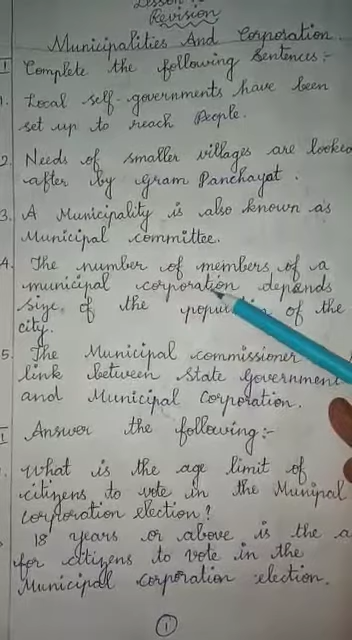 Lesson
Revision
Municipalities And Corporation.
I Complete the following sentences:-
1. Local self-governments have been
set up to reach People.
2. Needs of smaller villages are looked
after by Gram Panchayat.
3. A Municipality is also known as
Municipal committee.
4. The number of members of a
municipal corporation depends
size of the of the
city.
5. The Municipal commissioner
link between State Government
and Municipal Corporation.
Answer the following:-
What is the age limit of
citizens to vote in the Munipal
corporation election?
18 years or above is the a
for citizens to vote in the
Municipal corporation election.
1